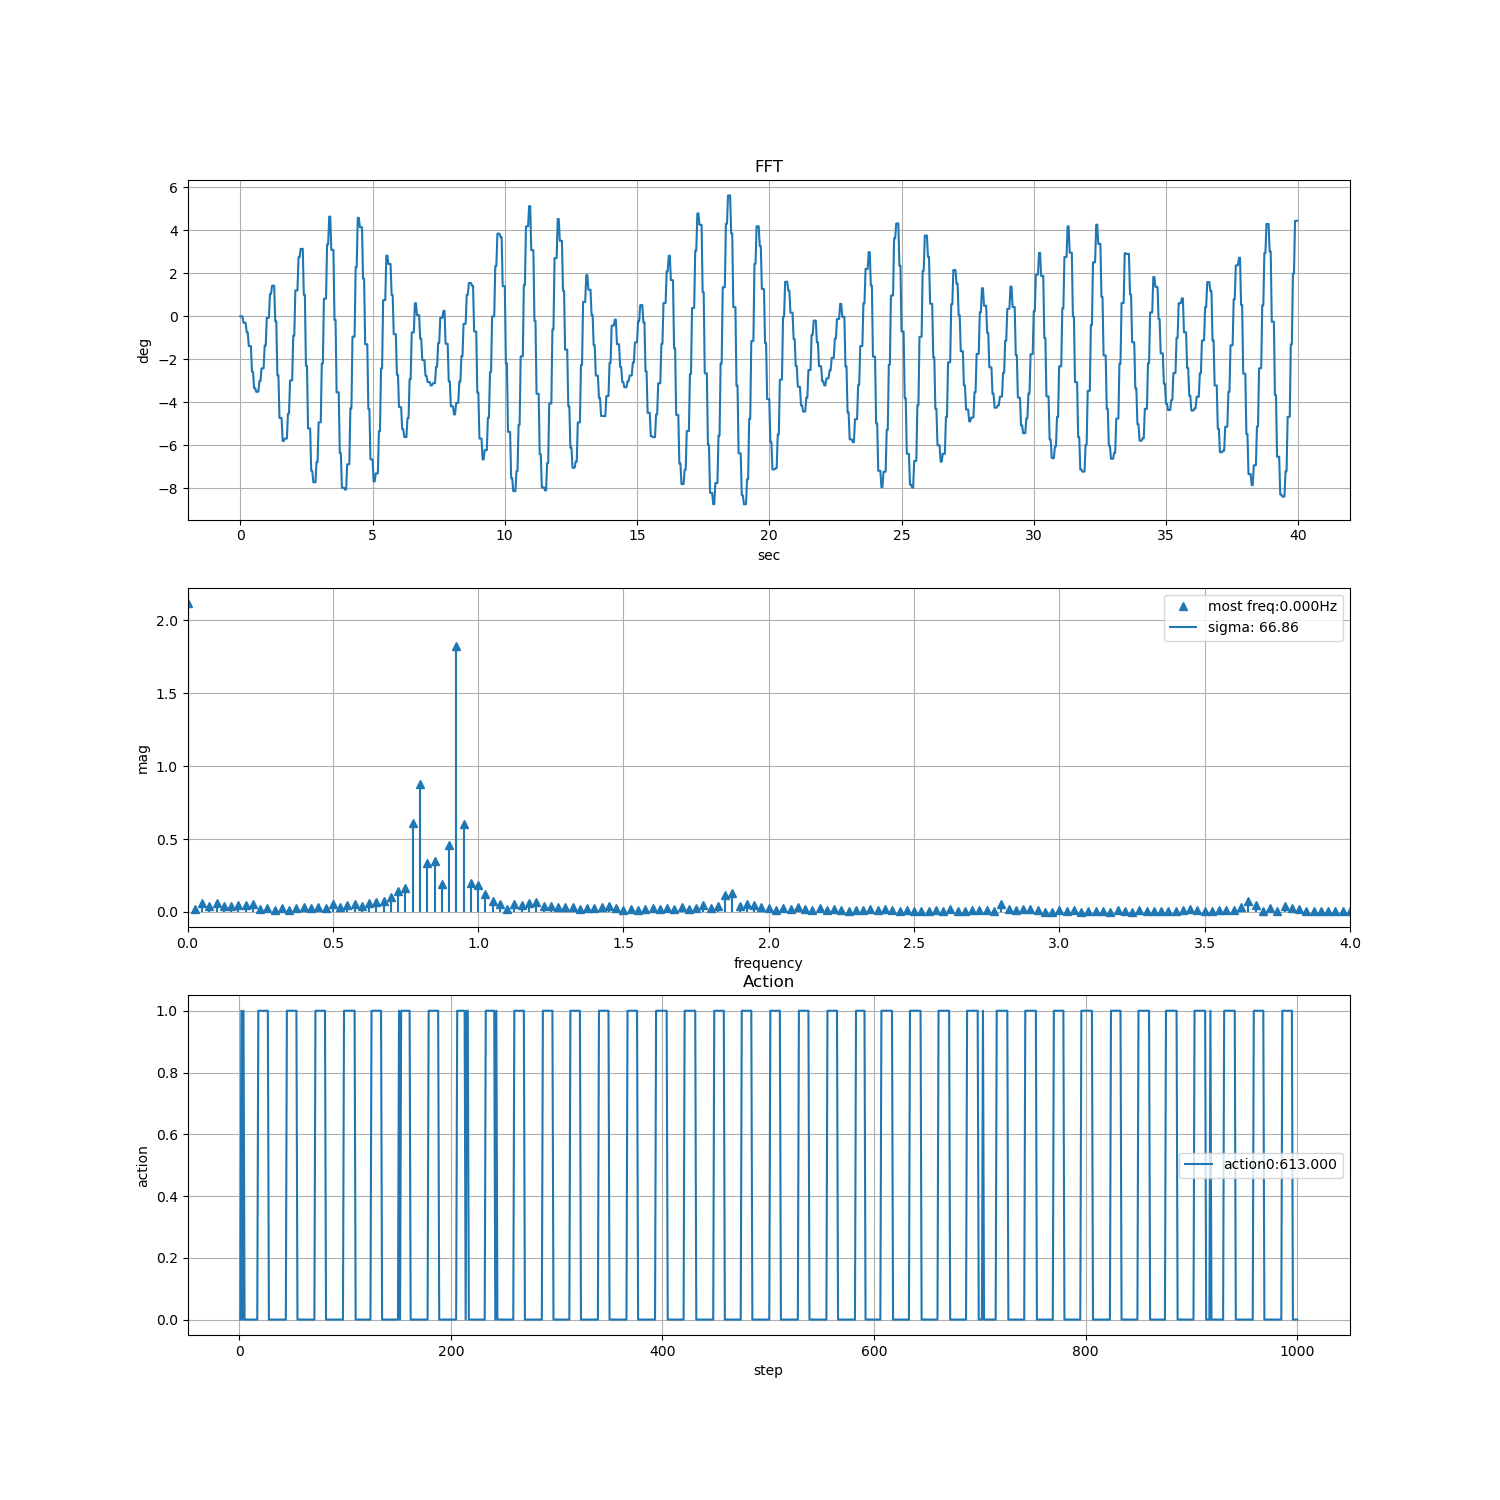 FFT
6
4
2
0
−2
−4
−6
−8
deg
0 5 10 15 20 25 30 35 40
sec
most freq:0.000Hz
sigma: 66.86
2.0
1.5
1.0
0.5
0.0
mag
0.0 0.5 1.0 1.5 2.0 2.5 3.0 3.5 4.0
frequency
Action
1.0
0.8
0.6
0.4
0.2
0.0
action
action0:613.000
0 200 400 600 800 1000
step